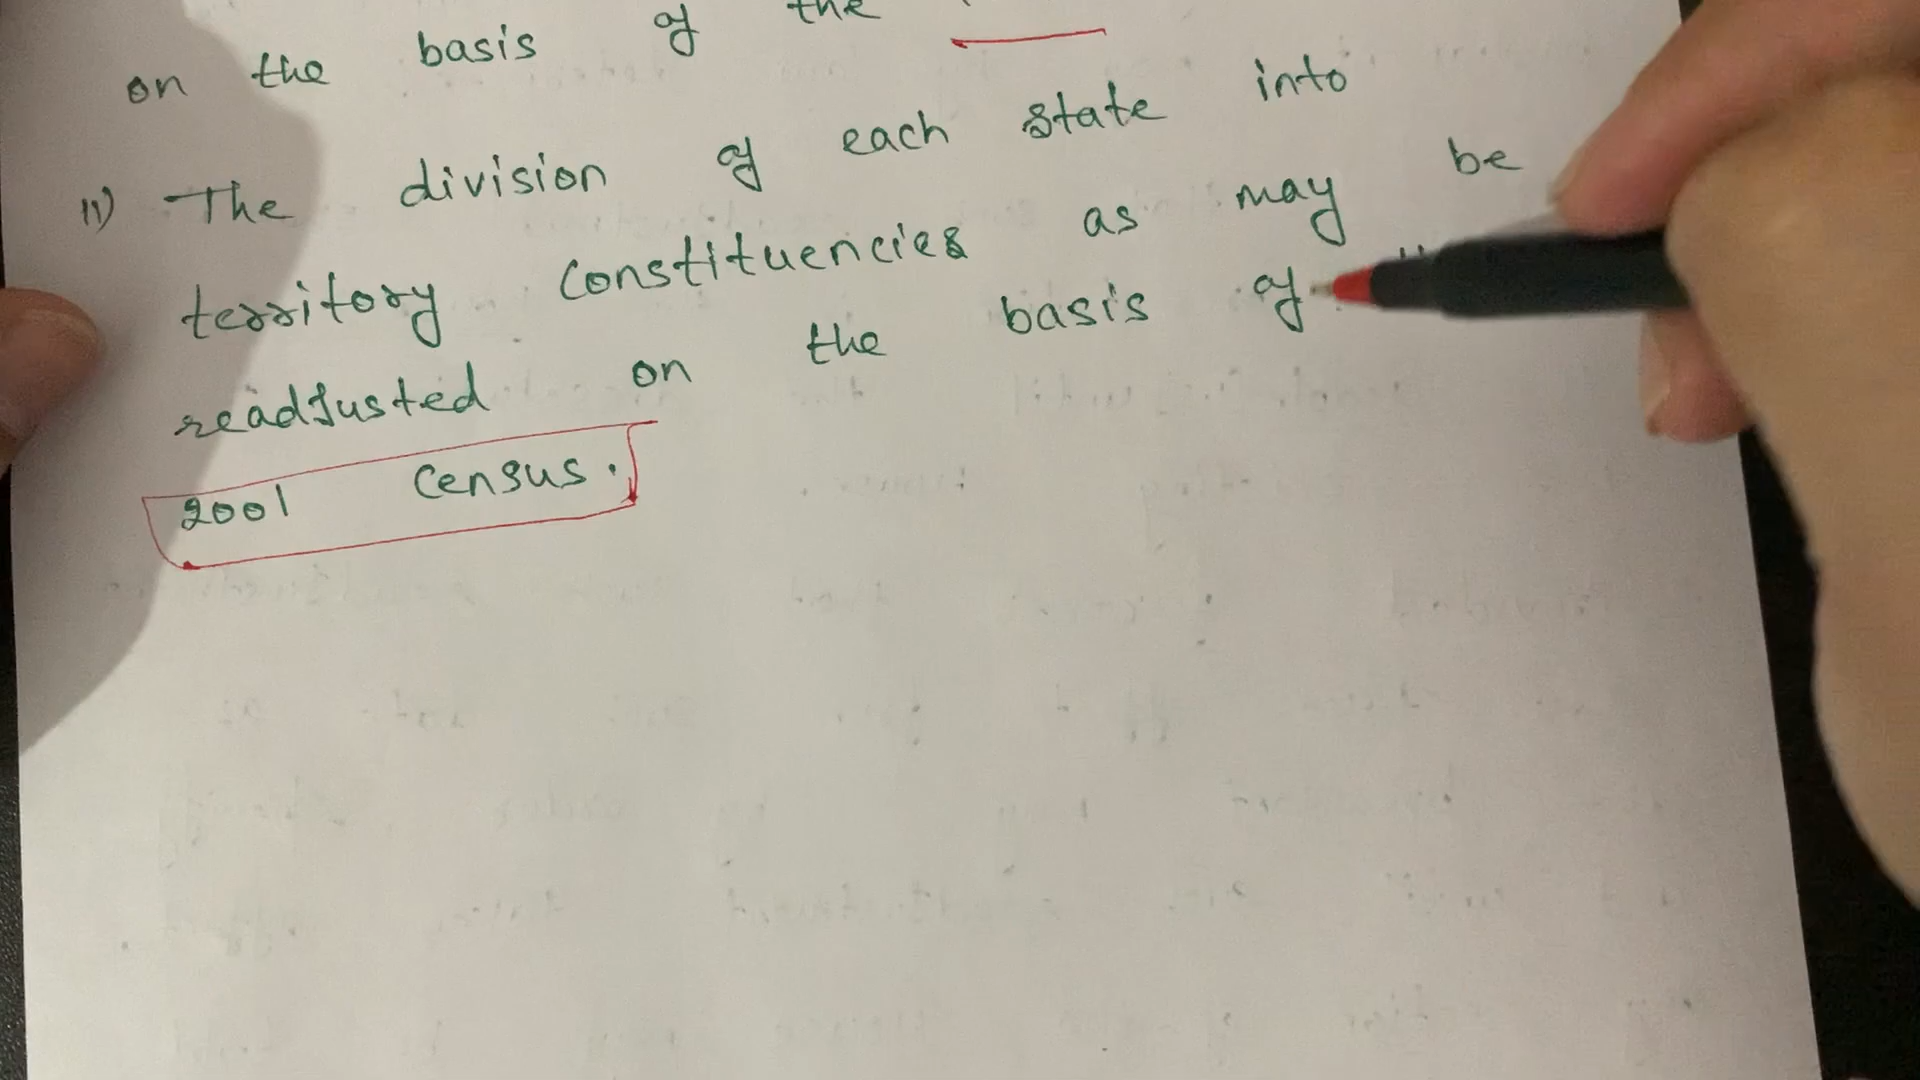 on the basis of the
II) The division of each state into
territory constituencies as may be
readjusted on the basis of
2001 Census.